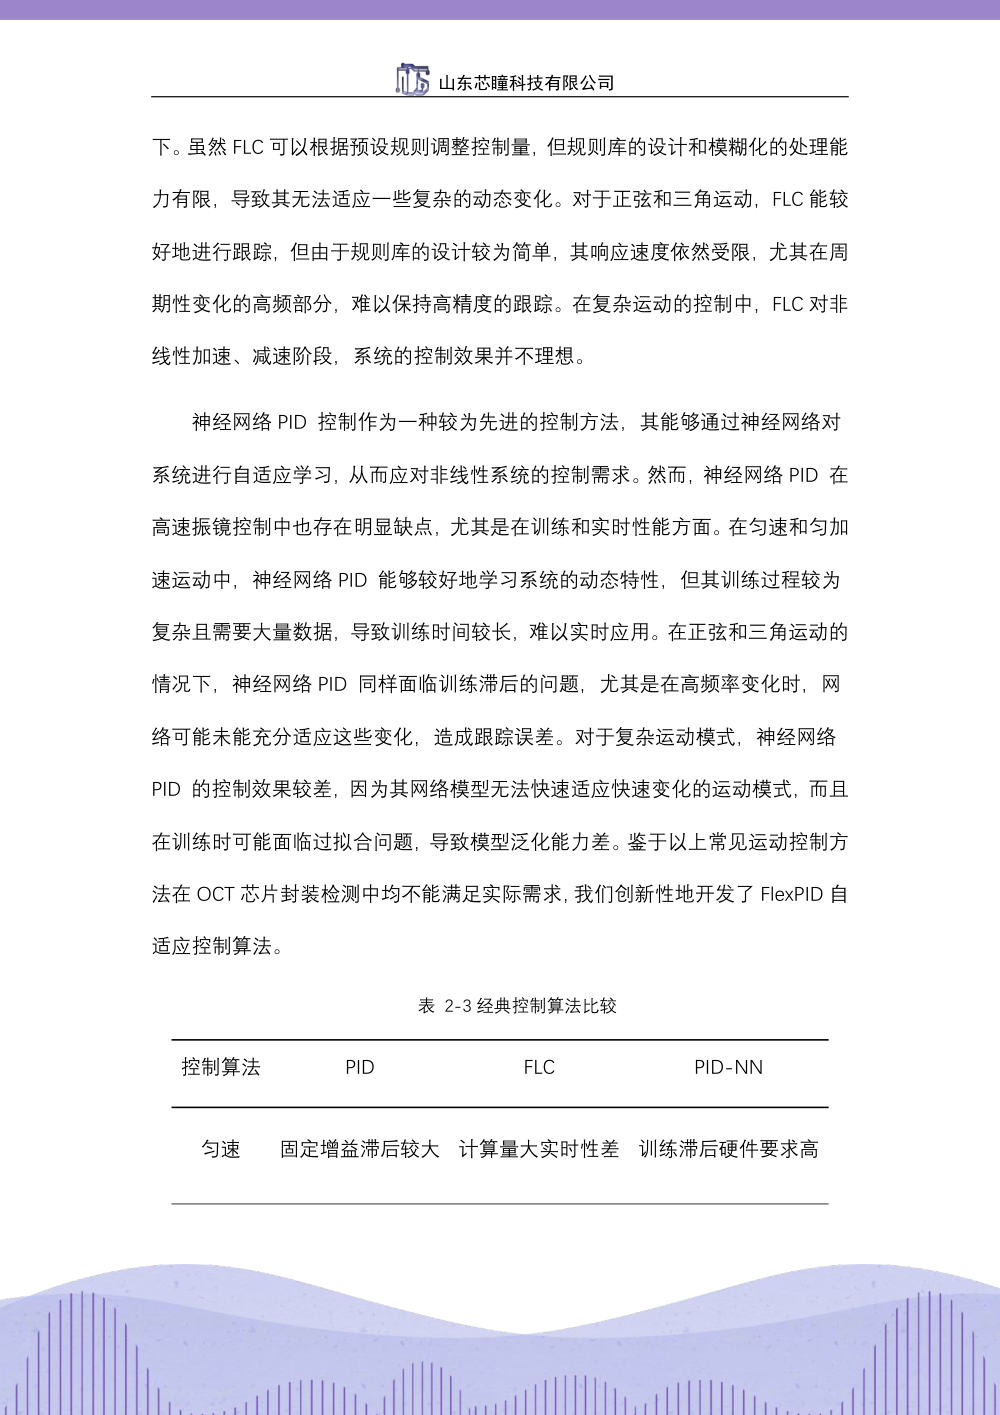 山东芯瞳科技有限公司
下。虽然 FLC 可以根据预设规则调整控制量，但规则库的设计和模糊化的处理能
力有限，导致其无法适应一些复杂的动态变化。对于正弦和三角运动，FLC 能较
好地进行跟踪，但由于规则库的设计较为简单，其响应速度依然受限，尤其在周
期性变化的高频部分，难以保持高精度的跟踪。在复杂运动的控制中，FLC 对非
线性加速、减速阶段，系统的控制效果并不理想。
神经网络 PID 控制作为一种较为先进的控制方法，其能够通过神经网络对
系统进行自适应学习，从而应对非线性系统的控制需求。然而，神经网络 PID 在
高速振镜控制中也存在明显缺点，尤其是在训练和实时性能方面。在匀速和匀加
速运动中，神经网络 PID 能够较好地学习系统的动态特性，但其训练过程较为
复杂且需要大量数据，导致训练时间较长，难以实时应用。在正弦和三角运动的
情况下，神经网络 PID 同样面临训练滞后的问题，尤其是在高频率变化时，网
络可能未能充分适应这些变化，造成跟踪误差。对于复杂运动模式，神经网络
PID 的控制效果较差，因为其网络模型无法快速适应快速变化的运动模式，而且
在训练时可能面临过拟合问题，导致模型泛化能力差。鉴于以上常见运动控制方
法在 OCT 芯片封装检测中均不能满足实际需求，我们创新性地开发了 FlexPID 自
适应控制算法。
表 2-3 经典控制算法比较
控制算法 PID FLC PID-NN
匀速 固定增益滞后较大 计算量大实时性差 训练滞后硬件要求高